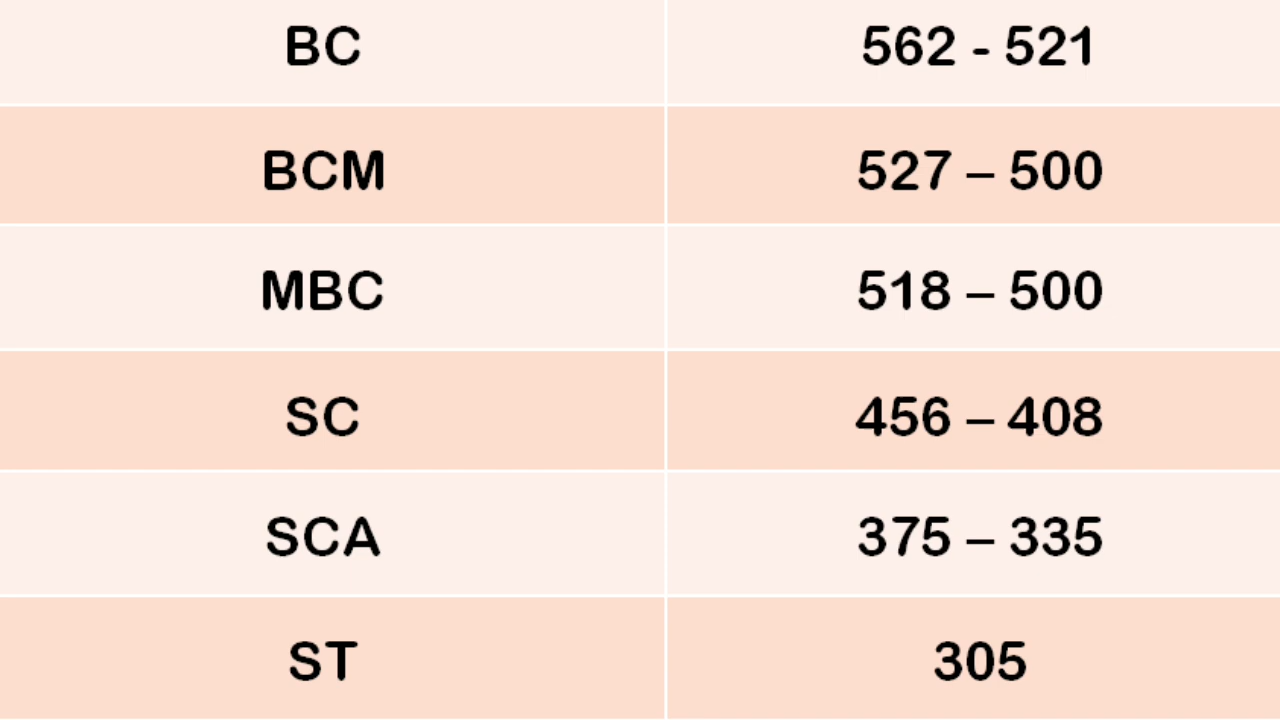 BC 562 - 521
BCM 527 – 500
MBC 518 – 500
SC 456 – 408
SCA 375 – 335
ST 305